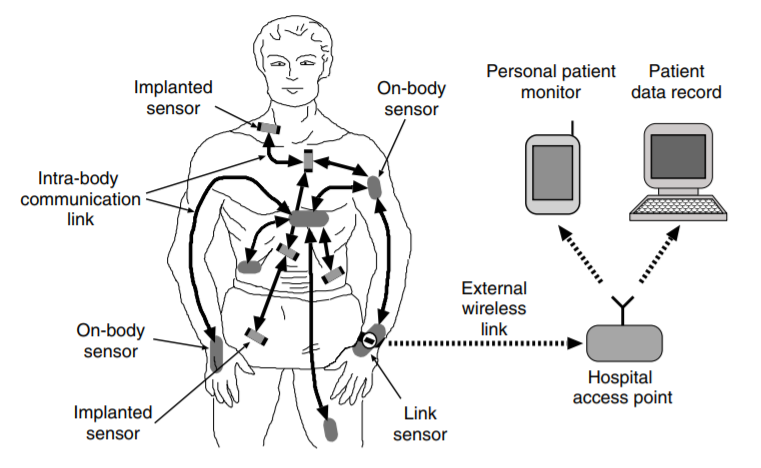 Implanted
sensor
On-body
sensor
Personal patient
monitor
Patient
data record
Intra-body
communication
link
External
wireless
link
On-body
sensor
Hospital
access point
Implanted
sensor
Link
sensor